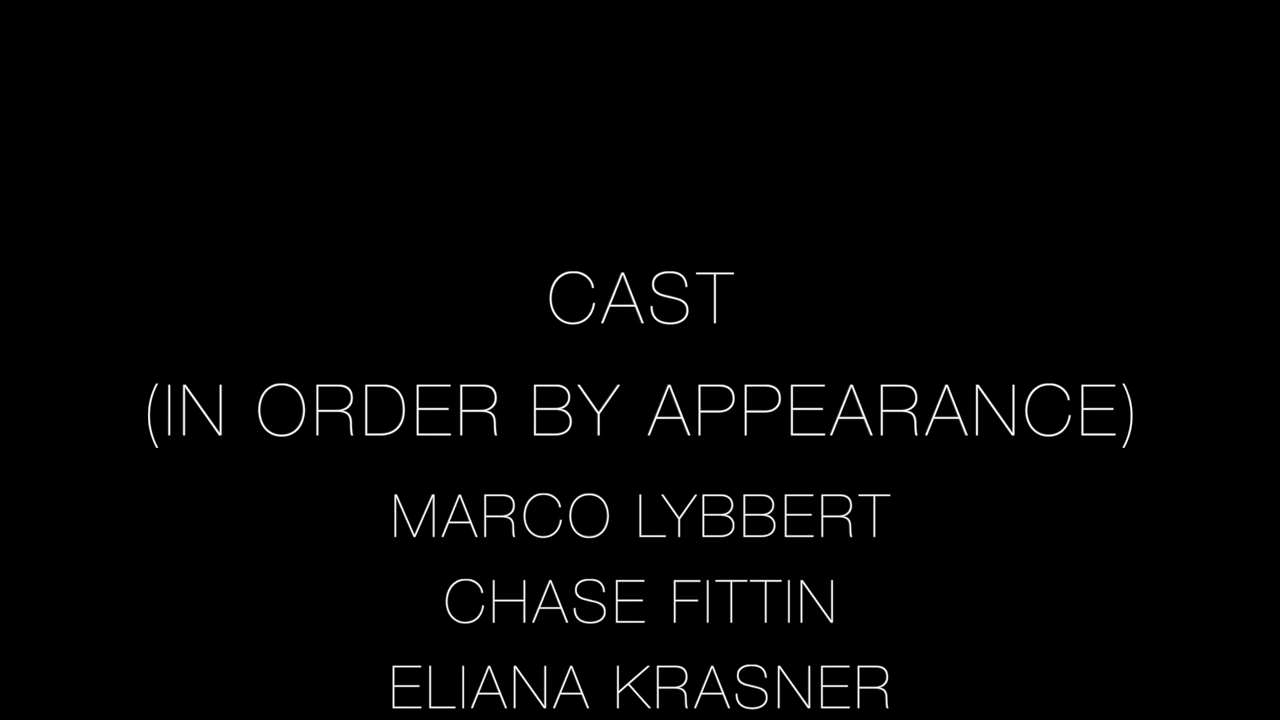 CAST
(IN ORDER BY APPEARANCE)
MARCO LYBBERT
CHASE FITTIN
ELIANA KRASNER